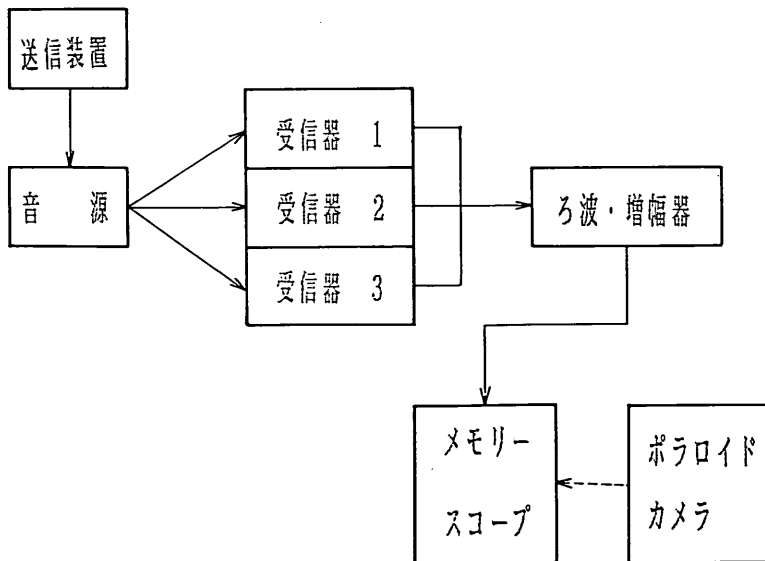 送信装置
音 源
受信器 1
受信器 2
受信器 3
ろ波・増幅器
メモリー
スコープ
ポラロイド
カメラ